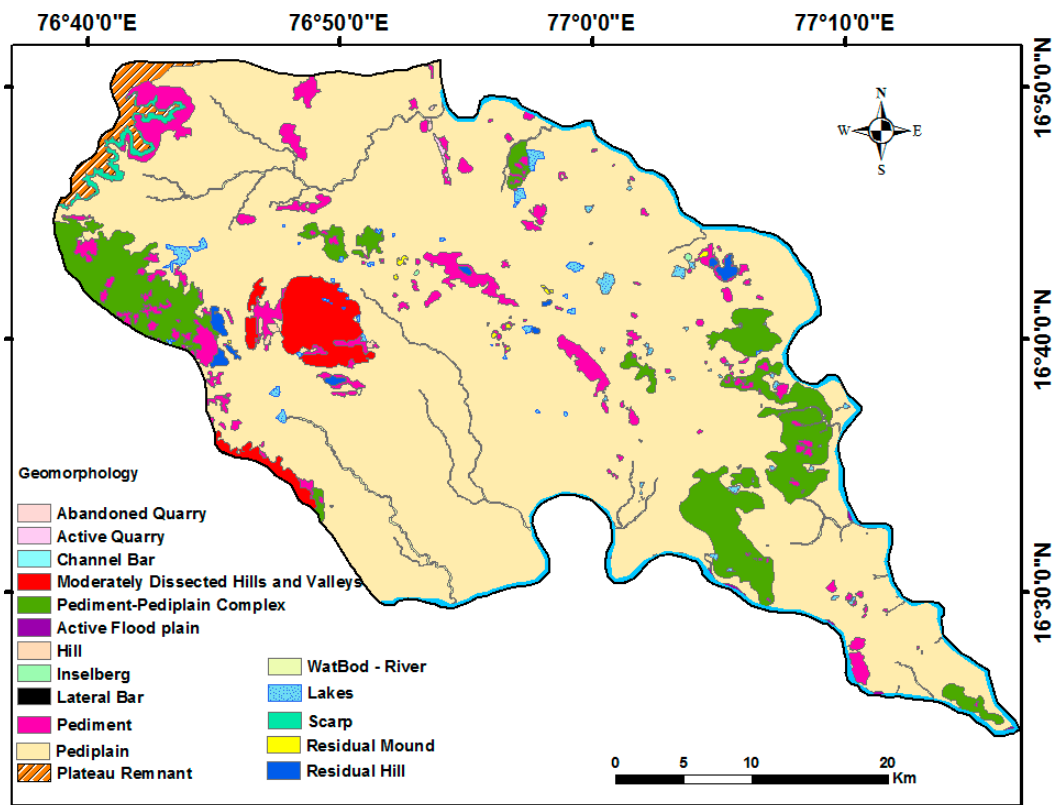 76°40'0"E 76°50'0"E 77°0'0"E 77°10'0"E
16°50'0"N
N
W E
S
16°40'0"N
16°30'0"N
Geomorphology
Abandoned Quarry
Active Quarry
Channel Bar
Moderately Dissected Hills and Valleys
Pediment-Pediplain Complex
Active Flood plain
Hill
Inselberg
Lateral Bar
Pediment
Pediplain
Plateau Remnant
WatBod - River
Lakes
Scarp
Residual Mound
Residual Hill
0 5 10 20
Km